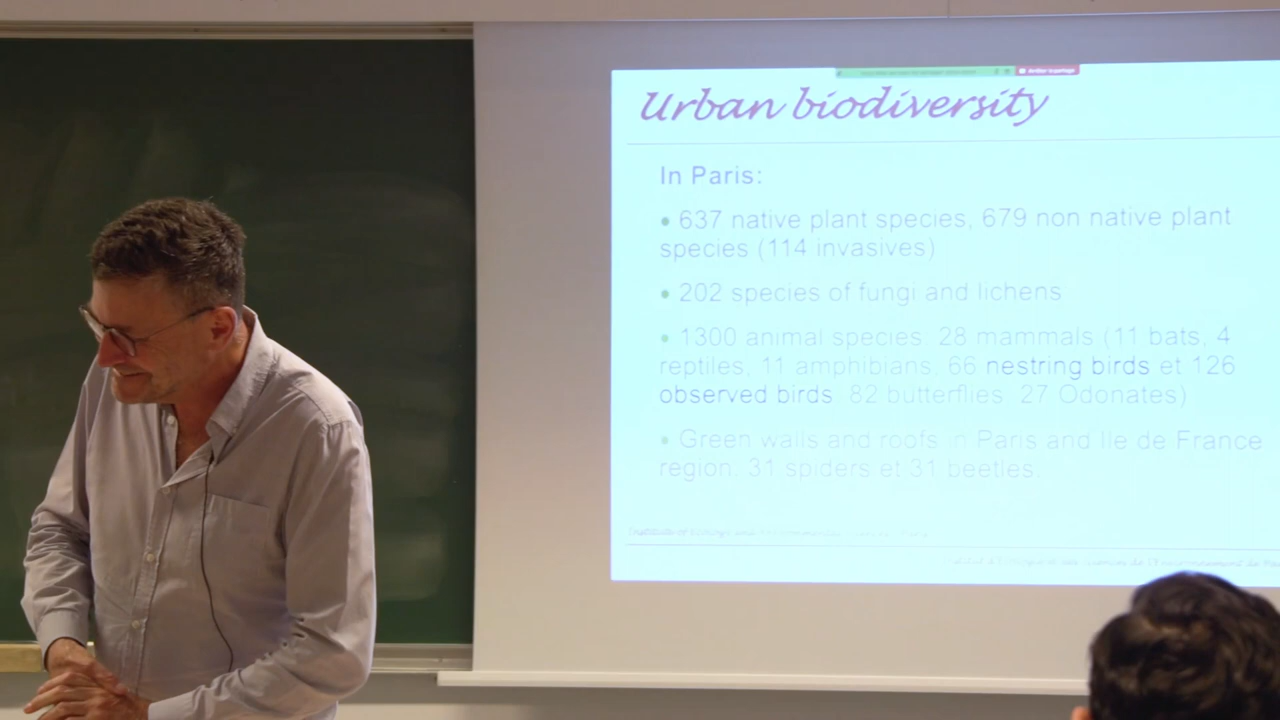 Urban biodiversity
In Paris:
• 637 native plant species, 679 non native plant
species (114 invasives)
• 202 species of fungi and lichens
• 1300 animal species: 28 mammals (11 bats, 4
reptiles, 11 amphibians, 66 nestring birds et 126
observed birds, 82 butterflies, 27 Odonates)
• Green walls and roofs in Paris and Ile de France
region: 31 spiders et 31 beetles.